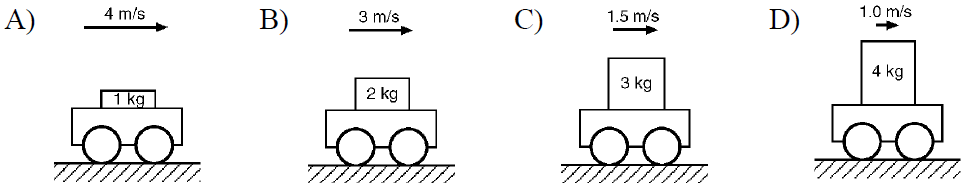 A) 4 m/s
1 kg
B) 3 m/s
2 kg
C) 1.5 m/s
3 kg
D) 1.0 m/s
4 kg